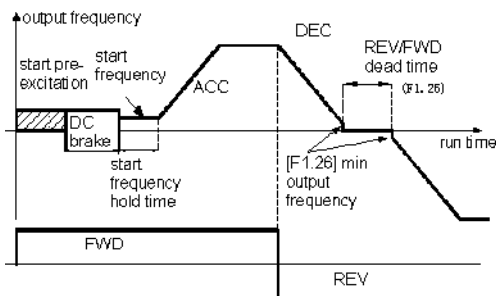 output frequency
DEC
REV/FWD
dead time
(F1.26)
start pre-
excitation
start
frequency
ACC
DC
brake
run time
start
frequency
hold time
[F1.26] min
output
frequency
FWD
REV